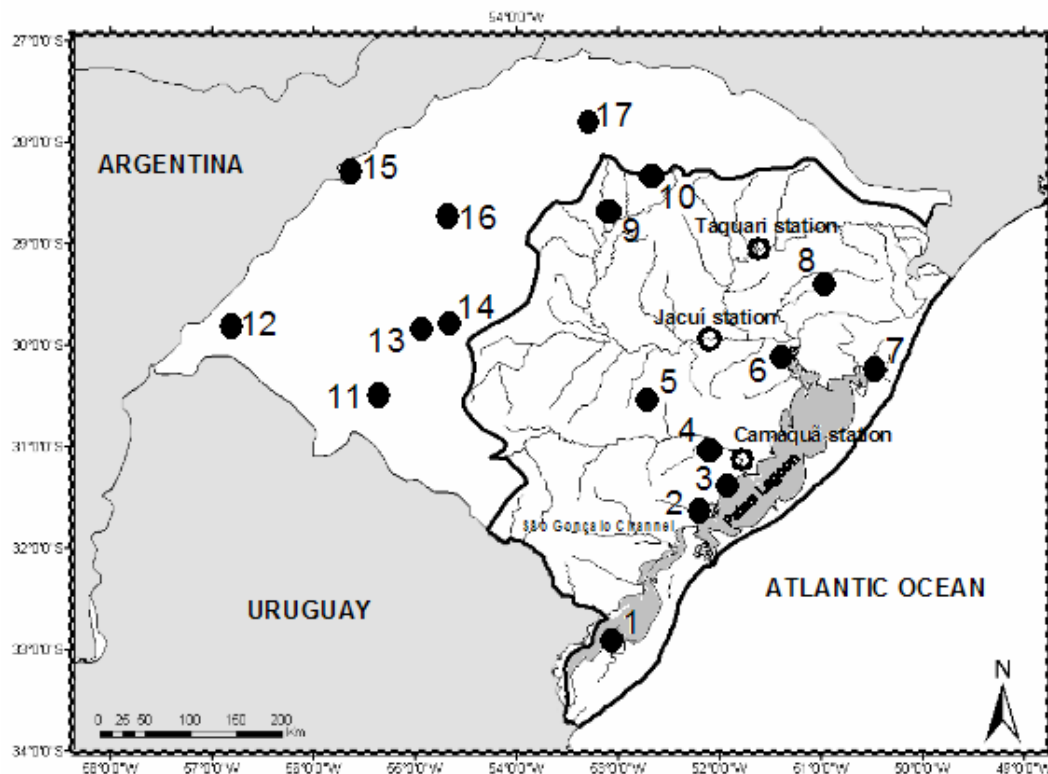 54°0'0"W
27°0'0"S
17
28°0'0"S
ARGENTINA
15
10
16
9
29°0'0"S
Taquari station
8
12
14
13
Jacuí station
30°0'0"S
6
7
11
5
31°0'0"S
4
Camaquã station
3
2
Patos Lagoon
São Gonçalo Channel
32°0'0"S
URUGUAY
ATLANTIC OCEAN
1
33°0'0"S
N
0 25 50 100 150 200
Km
34°0'0"S
58°0'0"W 57°0'0"W 56°0'0"W 55°0'0"W 54°0'0"W 53°0'0"W 52°0'0"W 51°0'0"W 50°0'0"W 49°0'0"W